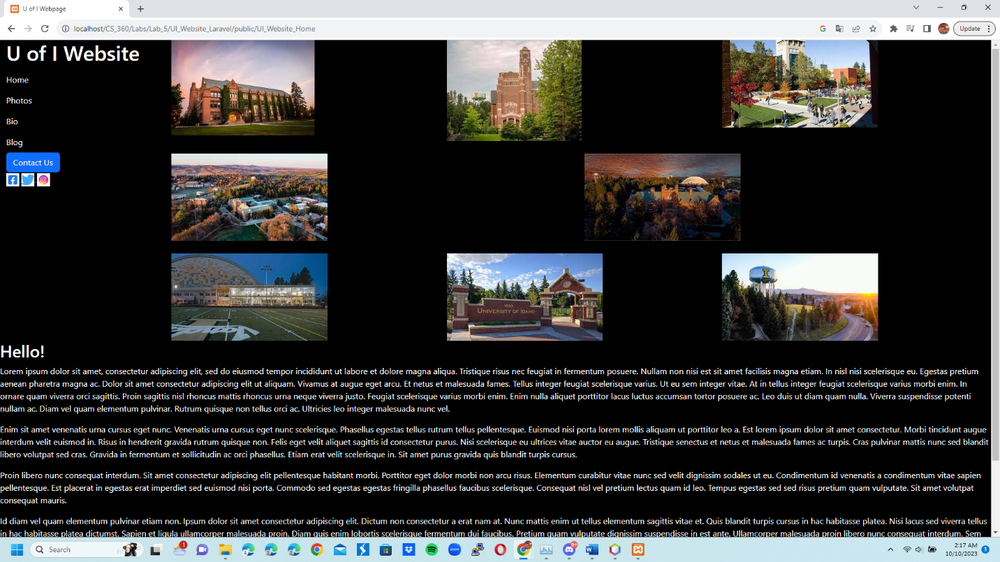 U of I Webpage
localhost/CS_360/Labs/Lab_5/UI_Website_Laravel/public/UI_Website_Home
Update
U of I Website
Home
Photos
Bio
Blog
Contact Us
I
1889
UNIVERSITY OF IDAHO
Hello!
Lorem ipsum dolor sit amet, consectetur adipiscing elit, sed do eiusmod tempor incididunt ut labore et dolore magna aliqua. Tristique risus nec feugiat in fermentum posuere. Nullam non nisi est sit amet facilisis magna etiam. In nisl nisi scelerisque eu. Egestas pretium
aenean pharetra magna ac. Dolor sit amet consectetur adipiscing elit ut aliquam. Vivamus at augue eget arcu. Et netus et malesuada fames. Tellus integer feugiat scelerisque varius. Ut eu sem integer vitae. At in tellus integer feugiat scelerisque varius morbi enim. In
ornare quam viverra orci sagittis. Proin sagittis nisl rhoncus mattis rhoncus urna neque viverra justo. Feugiat scelerisque varius morbi enim. Enim nulla aliquet porttitor lacus luctus accumsan tortor posuere ac. Leo duis ut diam quam nulla. Viverra suspendisse potenti
nullam ac. Diam vel quam elementum pulvinar. Rutrum quisque non tellus orci ac. Ultricies leo integer malesuada nunc vel.
Enim sit amet venenatis urna cursus eget nunc. Venenatis urna cursus eget nunc scelerisque. Phasellus egestas tellus rutrum tellus pellentesque. Euismod nisi porta lorem mollis aliquam ut porttitor leo a. Est lorem ipsum dolor sit amet consectetur. Morbi tincidunt augue
interdum velit euismod in. Risus in hendrerit gravida rutrum quisque non. Felis eget velit aliquet sagittis id consectetur purus. Nisi scelerisque eu ultrices vitae auctor eu augue. Tristique senectus et netus et malesuada fames ac turpis. Cras pulvinar mattis nunc sed blandit
libero volutpat sed cras. Gravida in fermentum et sollicitudin ac orci phasellus. Etiam erat velit scelerisque in. Sit amet purus gravida quis blandit turpis cursus.
Proin libero nunc consequat interdum. Sit amet consectetur adipiscing elit pellentesque habitant morbi. Porttitor eget dolor morbi non arcu risus. Elementum curabitur vitae nunc sed velit dignissim sodales ut eu. Condimentum id venenatis a condimentum vitae sapien
pellentesque. Est placerat in egestas erat imperdiet sed euismod nisi porta. Commodo sed egestas egestas fringilla phasellus faucibus scelerisque. Consequat nisl vel pretium lectus quam id leo. Tempus egestas sed sed risus pretium quam vulputate. Sit amet volutpat
consequat mauris.
Id diam vel quam elementum pulvinar etiam non. Ipsum dolor sit amet consectetur adipiscing elit. Dictum non consectetur a erat nam at. Nunc mattis enim ut tellus elementum sagittis vitae et. Quis blandit turpis cursus in hac habitasse platea. Nisi lacus sed viverra tellus
in hac habitasse platea dictumst. Sapien et ligula ullamcorper malesuada proin. Diam quis enim lobortis scelerisque fermentum dui faucibus. Pretium quam vulputate dignissim suspendisse in est ante. Ullamcorper malesuada proin libero nunc consequat interdum. Sem
Search
1
zoom
9+
2:17 AM
10/10/2023
3